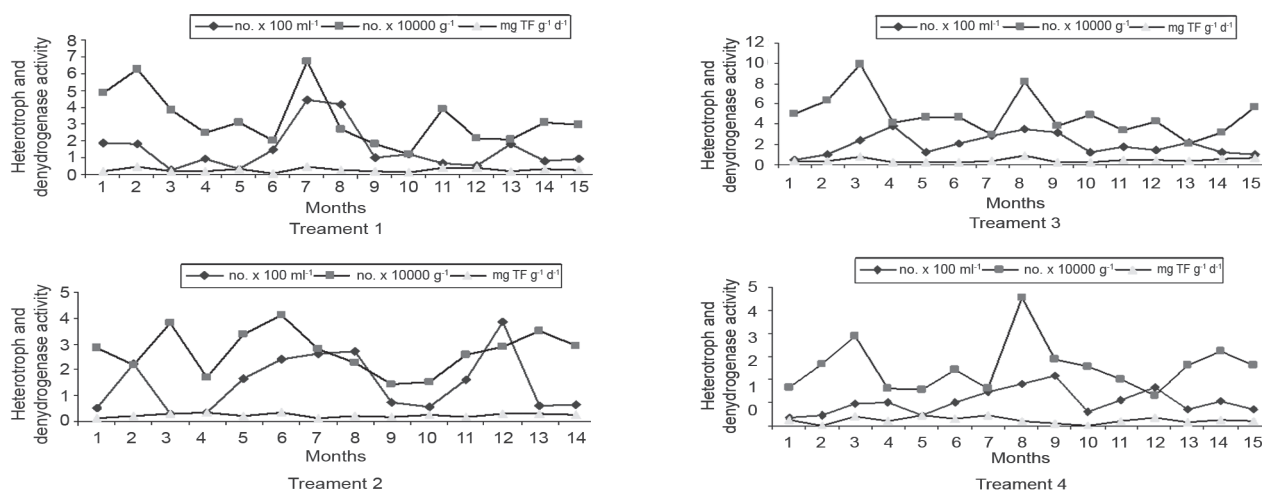 no. x 100 ml-1 no. x 10000 g-1 mg TF g-1 d-1
Heterotroph and
denydrogenase activity
8
7
6
5
4
3
2
1
0
1 2 3 4 5 6 7 8 9 10 11 12 13 14 15
Months
Treament 1
no. x 100 ml-1 no. x 10000 g-1 mg TF g-1 d-1
Heterotroph and
denydrogenase activity
12
10
8
6
4
2
0
1 2 3 4 5 6 7 8 9 10 11 12 13 14 15
Months
Treament 3
no. x 100 ml-1 no. x 10000 g-1 mg TF g-1 d-1
Heterotroph and
denydrogenase activity
5
4
3
2
1
0
1 2 3 4 5 6 7 8 9 10 11 12 13 14
Months
Treament 2
no. x 100 ml-1 no. x 10000 g-1 mg TF g-1 d-1
Heterotroph and
denydrogenase activity
5
4
3
2
1
0
1 2 3 4 5 6 7 8 9 10 11 12 13 14 15
Months
Treament 4